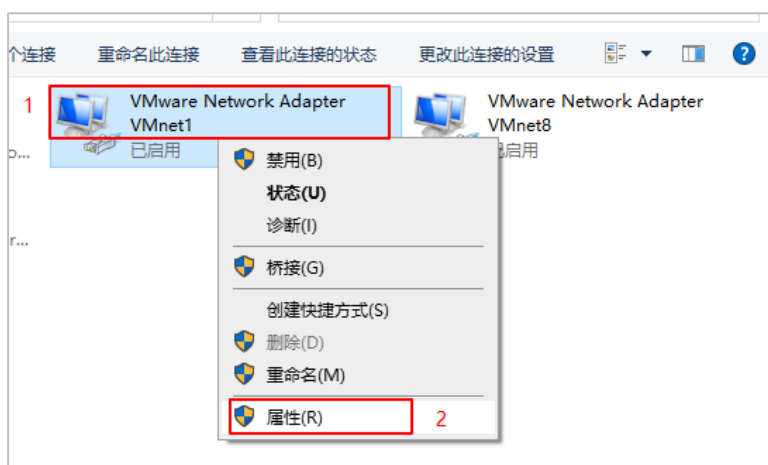 个连接 重命名此连接 查看此连接的状态 更改此连接的设置
1
VMware Network Adapter
VMnet1
已启用
VMware Network Adapter
VMnet8
启用
o...
r...
禁用(B)
状态(U)
诊断(I)
桥接(G)
创建快捷方式(S)
删除(D)
重命名(M)
属性(R)
2